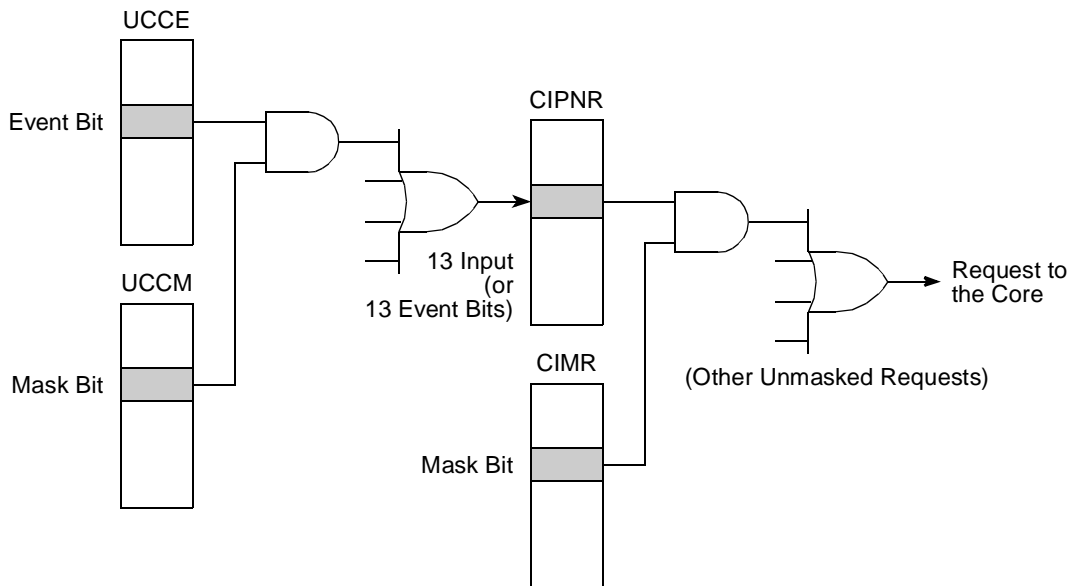 UCCE
Event Bit
UCCM
Mask Bit
CIPNR
13 Input
(or
13 Event Bits)
CIMR
Mask Bit
Request to
the Core
(Other Unmasked Requests)